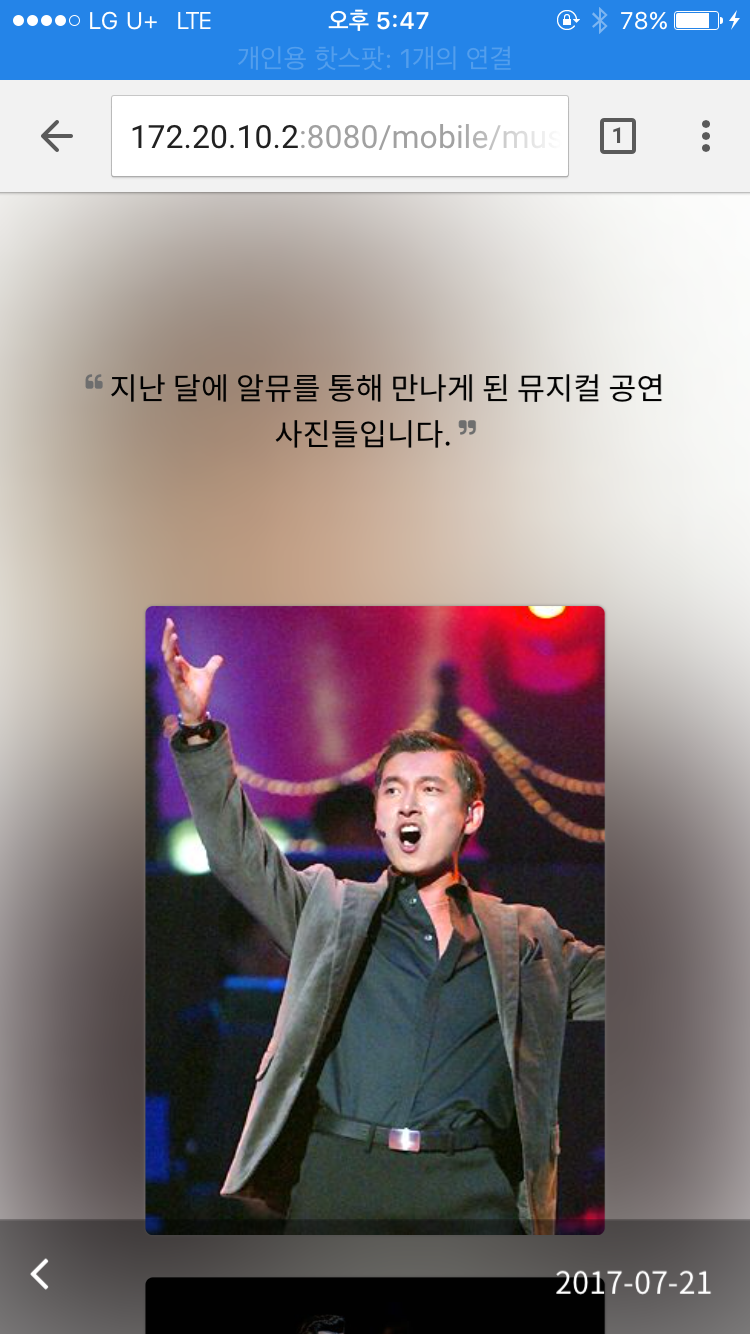 LG U+ LTE 오후 5:47 78%
개인용 핫스팟: 1개의 연결
172.20.10.2:8080/mobile/mus
1
❝ 지난 달에 알뮤를 통해 만나게 된 뮤지컬 공연
사진들입니다. ❞
2017-07-21